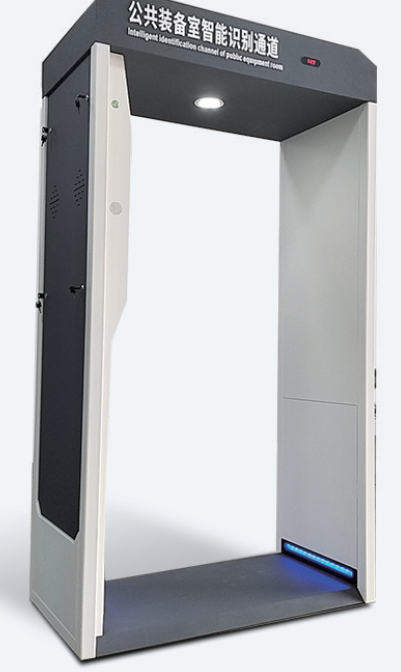 公共装备室智能识别通道
Intelligent identification channel of public equipment room